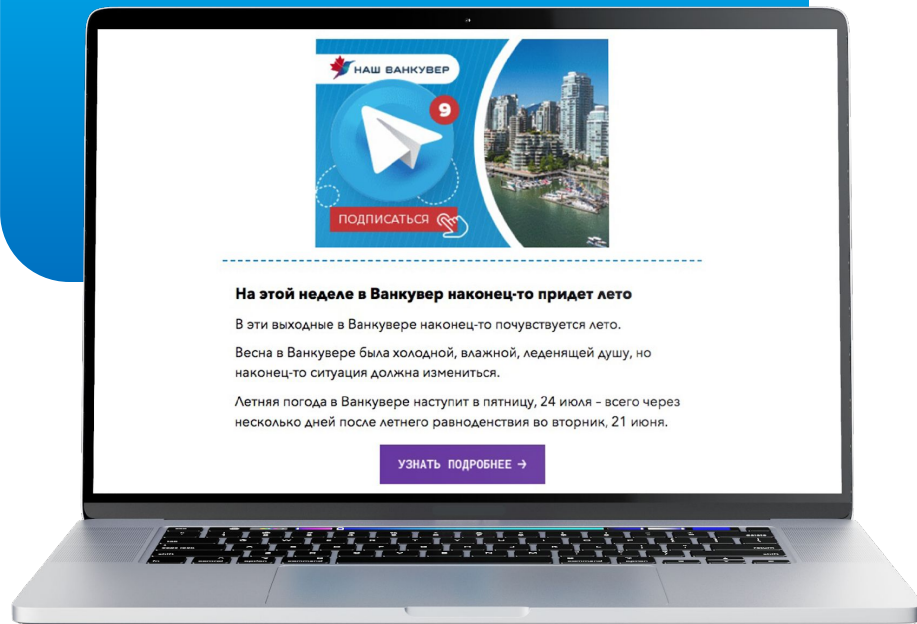 НАШ ВАНКУВЕР
9
ПОДПИСАТЬСЯ
На этой неделе в Ванкувер наконец-то придет лето
В эти выходные в Ванкувере наконец-то почувствуется лето.
Весна в Ванкувере была холодной, влажной, леденящей душу, но
наконец-то ситуация должна измениться.
Летняя погода в Ванкувере наступит в пятницу, 24 июля – всего через
несколько дней после летнего равноденствия во вторник, 21 июня.
УЗНАТЬ ПОДРОБНЕЕ →